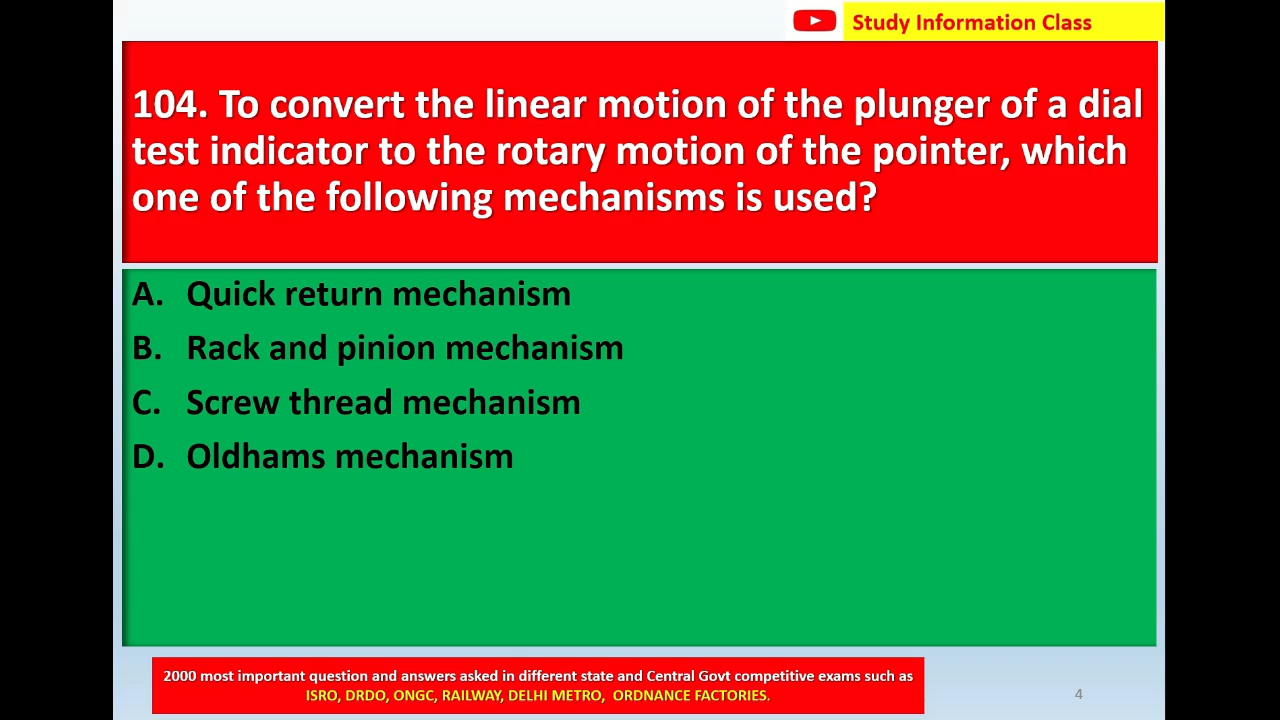 Study Information Class
104. To convert the linear motion of the plunger of a dial
test indicator to the rotary motion of the pointer, which
one of the following mechanisms is used?
A. Quick return mechanism
B. Rack and pinion mechanism
C. Screw thread mechanism
D. Oldhams mechanism
2000 most important question and answers asked in different state and Central Govt competitive exams such as
ISRO, DRDO, ONGC, RAILWAY, DELHI METRO, ORDNANCE FACTORIES.
4